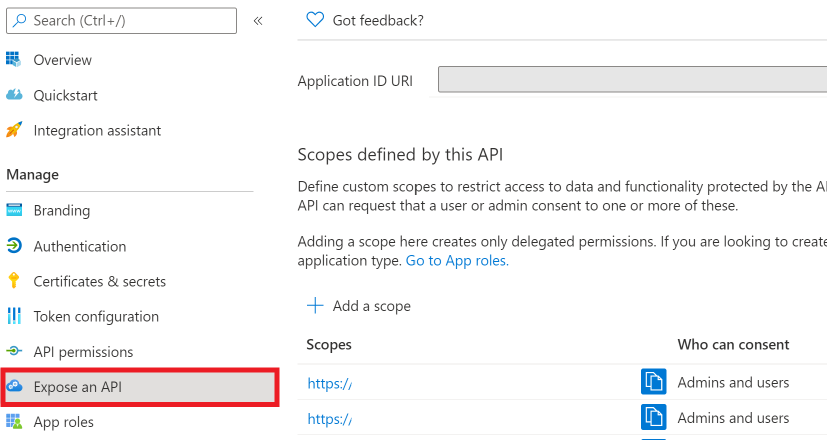 Search (Ctrl+/)
«
Overview
Quickstart
Integration assistant
Manage
Branding
Authentication
Certificates & secrets
Token configuration
API permissions
Expose an API
App roles
Got feedback?
Application ID URI
Scopes defined by this API
Define custom scopes to restrict access to data and functionality protected by the
API can request that a user or admin consent to one or more of these.
Adding a scope here creates only delegated permissions. If you are looking to create
application type. Go to App roles.
Add a scope
Scopes Who can consent
https:// Admins and users
https:// Admins and users